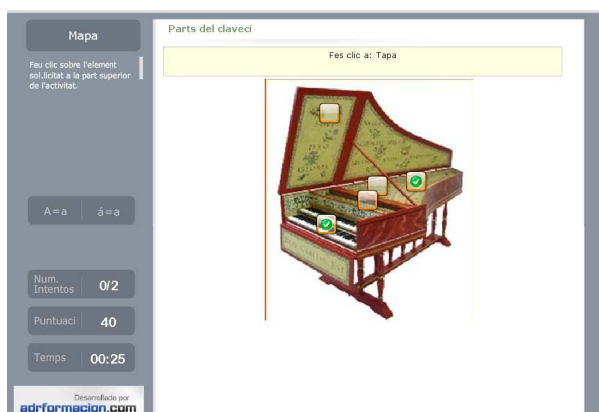 Mapa
Feu clic sobre l'element
sol.licitat a la part superior
de l'activitat.
A=a
á=a
Num.
Intentos
0/2
Puntuaci
40
Temps
00:25
Desarrollado por
adrformacion.com
Parts del claveci
Fes clic a: Tapa